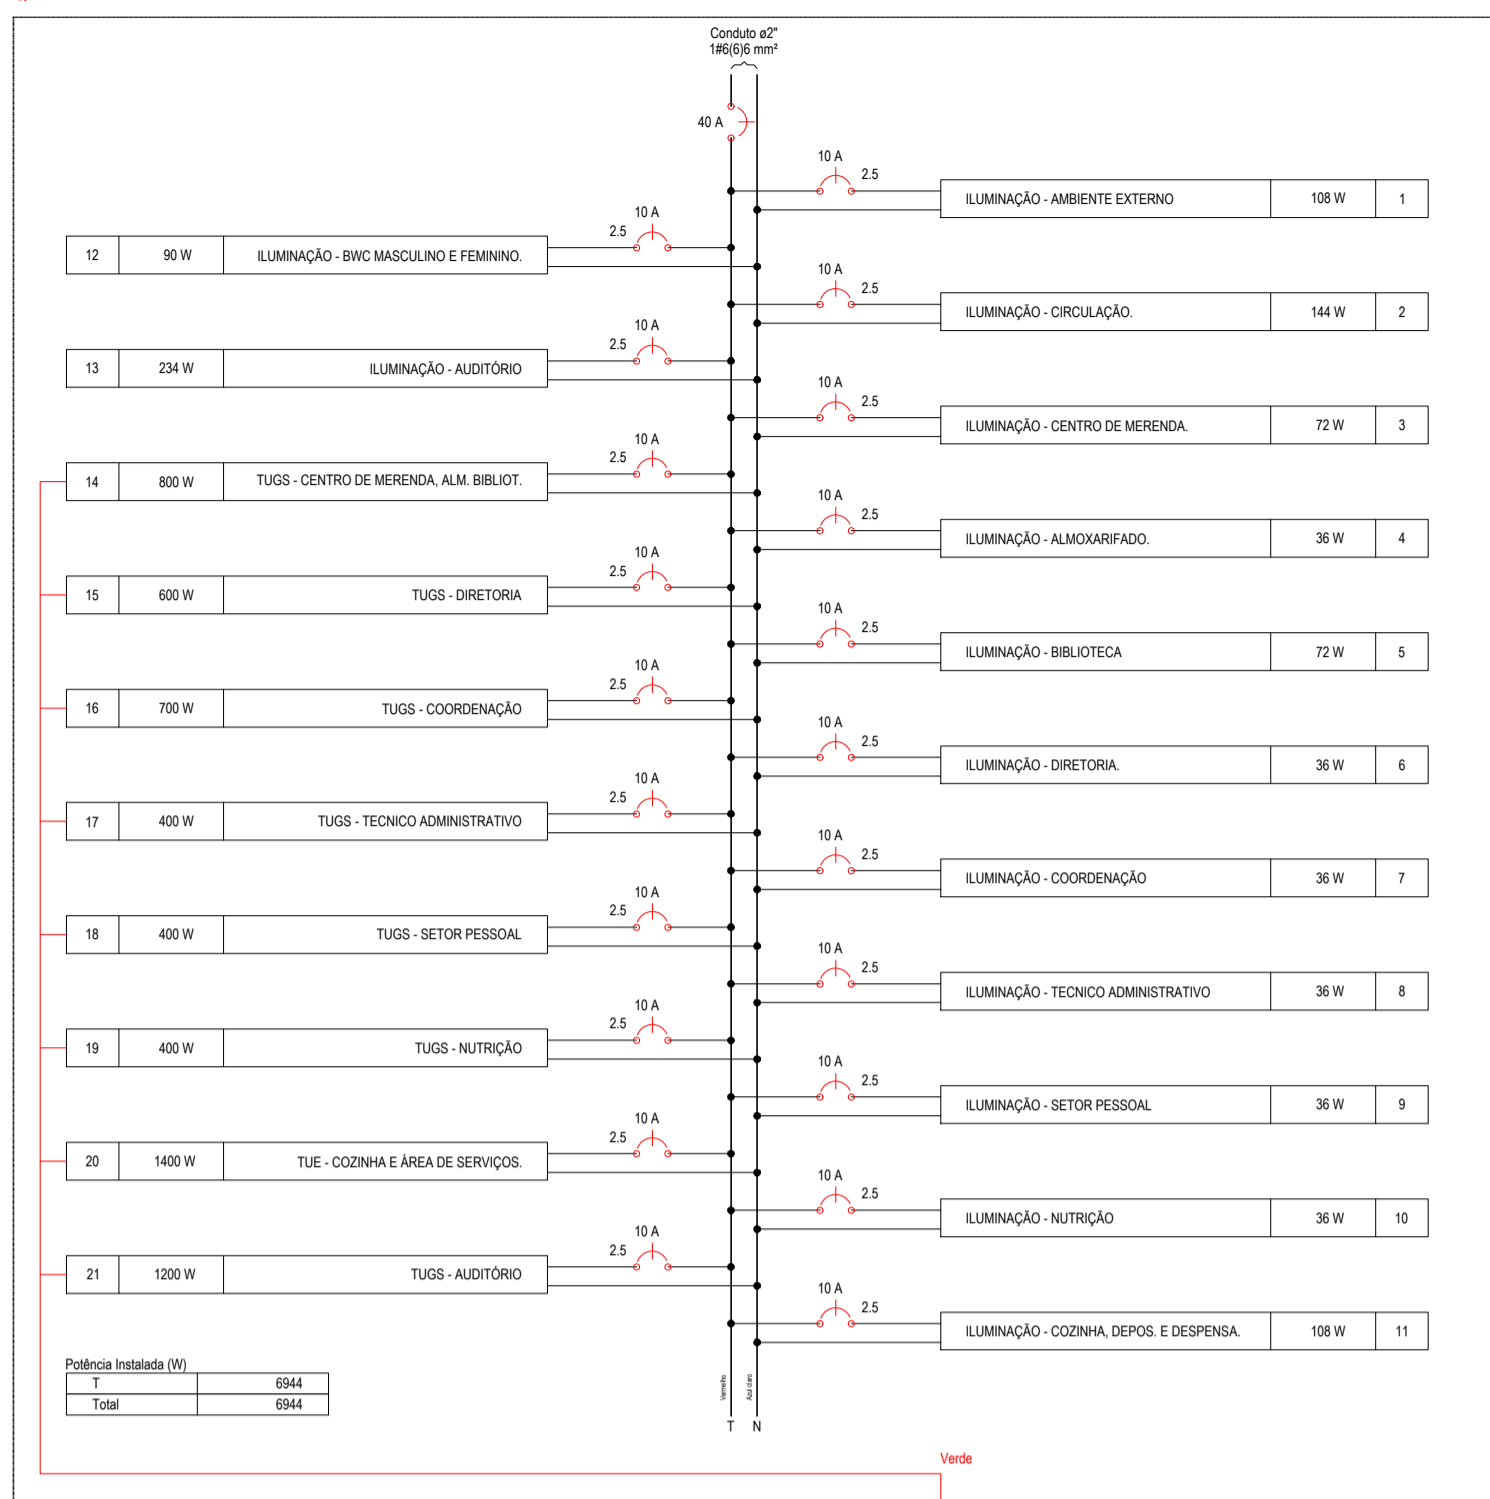 Conduto ø2"
1#6(6)6 mm²
40 A
10 A
2.5
ILUMINAÇÃO - AMBIENTE EXTERNO 108 W 1
10 A
2.5
12 90 W ILUMINAÇÃO - BWC MASCULINO E FEMININO.
10 A
2.5
ILUMINAÇÃO - CIRCULAÇÃO. 144 W 2
10 A
2.5
13 234 W ILUMINAÇÃO - AUDITÓRIO
10 A
2.5
ILUMINAÇÃO - CENTRO DE MERENDA. 72 W 3
10 A
2.5
14 800 W TUGS - CENTRO DE MERENDA, ALM. BIBLIOT.
10 A
2.5
ILUMINAÇÃO - ALMOXARIFADO. 36 W 4
10 A
2.5
15 600 W TUGS - DIRETORIA
10 A
2.5
ILUMINAÇÃO - BIBLIOTECA 72 W 5
10 A
2.5
16 700 W TUGS - COORDENAÇÃO
10 A
2.5
ILUMINAÇÃO - DIRETORIA. 36 W 6
10 A
2.5
17 400 W TUGS - TECNICO ADMINISTRATIVO
10 A
2.5
ILUMINAÇÃO - COORDENAÇÃO 36 W 7
10 A
2.5
18 400 W TUGS - SETOR PESSOAL
10 A
2.5
ILUMINAÇÃO - TECNICO ADMINISTRATIVO 36 W 8
10 A
2.5
19 400 W TUGS - NUTRIÇÃO
10 A
2.5
ILUMINAÇÃO - SETOR PESSOAL 36 W 9
10 A
2.5
20 1400 W TUE - COZINHA E ÁREA DE SERVIÇOS.
10 A
2.5
ILUMINAÇÃO - NUTRIÇÃO 36 W 10
10 A
2.5
21 1200 W TUGS - AUDITÓRIO
10 A
2.5
ILUMINAÇÃO - COZINHA, DEPOS. E DESPENSA. 108 W 11
Potência Instalada (W)
T 6944
Total 6944
Vermelho
Azul claro
T N
Verde